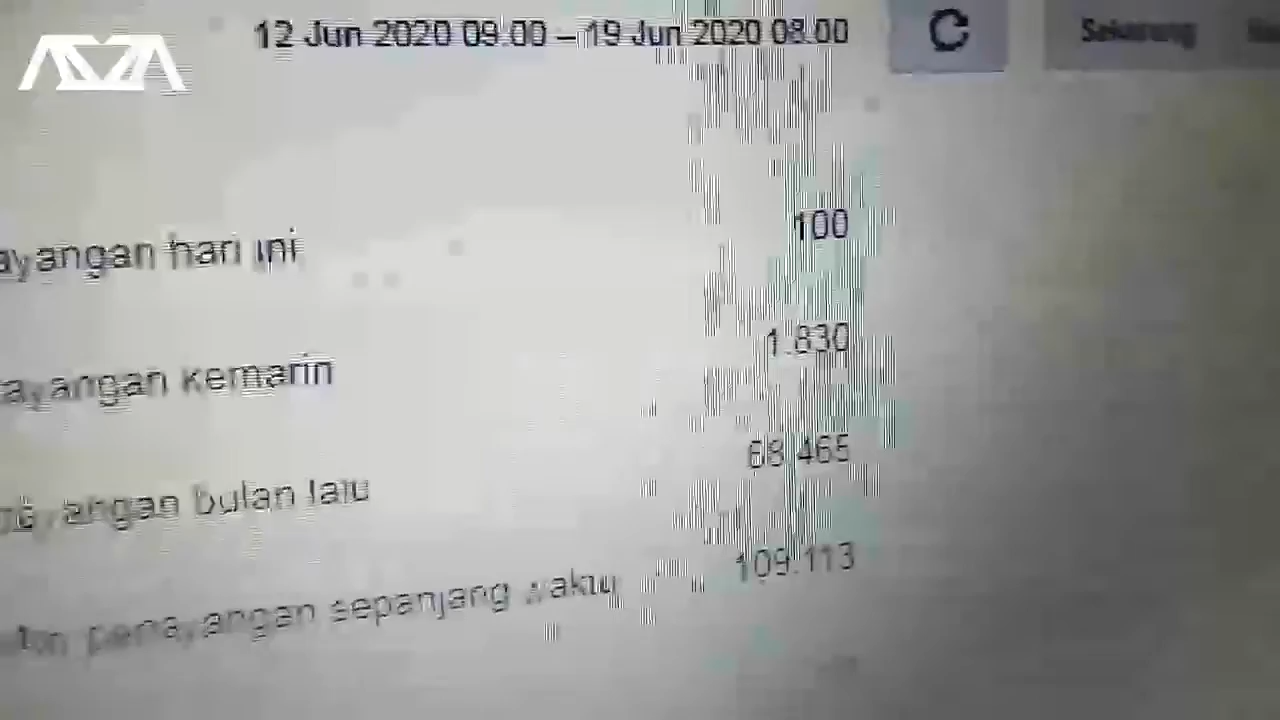 12 Jun 2020 09.00 – 19 Jun 2020 08.00
Sekarang
ayangan hari ini 100
ayangan kemarin 1.830
ayangan bulan lalu 68.465
penayangan sepanjang waktu 109.113